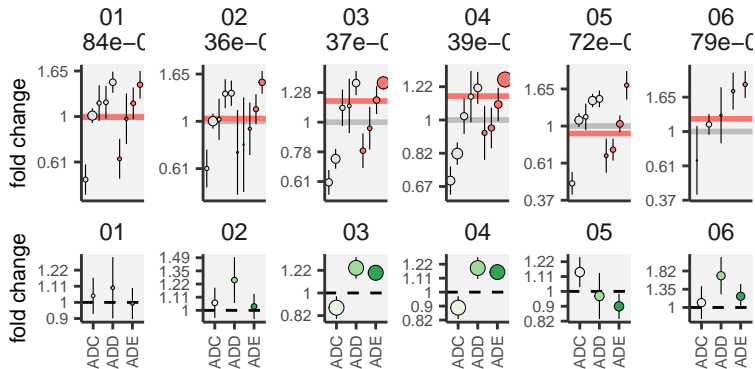 01 02 03 04 05 06
84e−0 36e−0 37e−0 39e−0 72e−0 79e−0
fold change
1.65 1 0.61
1.65 1 0.61
1.28 1 0.78 0.61
1.22 1 0.82 0.67
1.65 1 0.61 0.37
1.65 1 0.61 0.37
01 02 03 04 05 06
fold change
1.22 1.11 1 0.9
1.49 1.35 1.22 1.11 1
1.22 1 0.82
1.22 1.11 1 0.9 0.82
1.22 1.11 1 0.9 0.82
1.82 1.35 1
ADC ADD ADE ADC ADD ADE ADC ADD ADE ADC ADD ADE ADC ADD ADE ADC ADD ADE